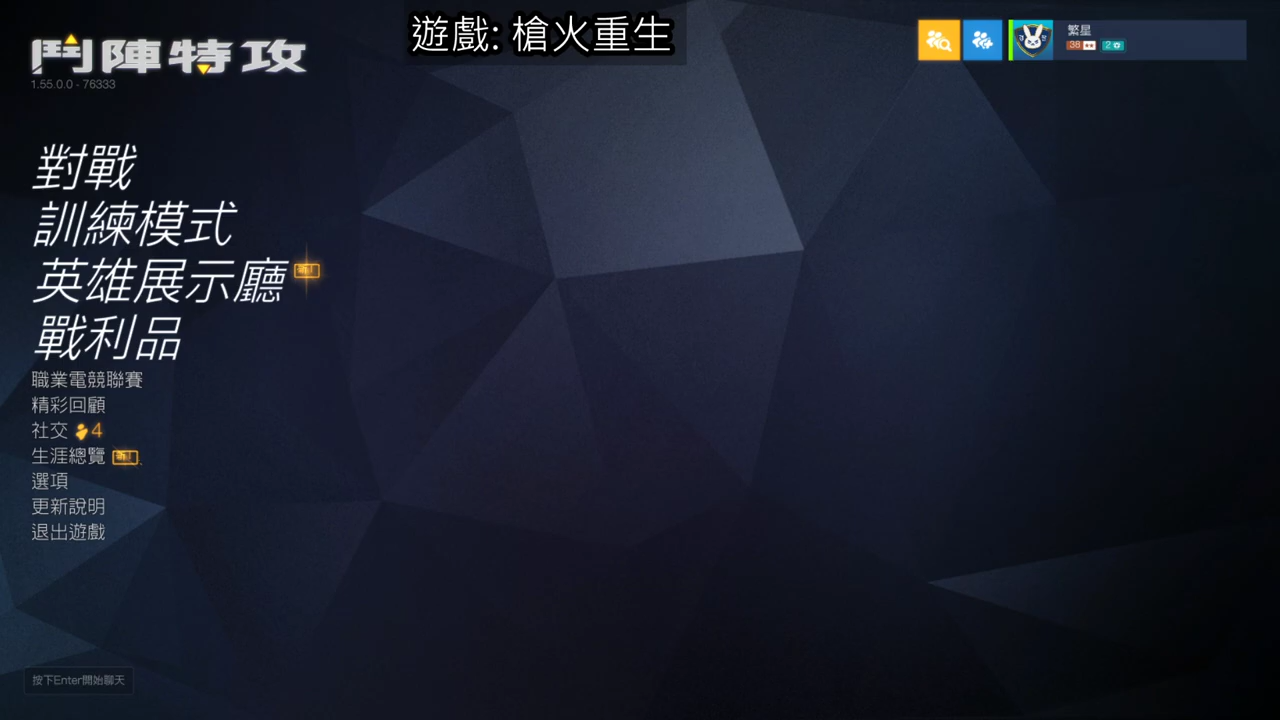 鬥陣特攻
遊戲: 槍火重生
繁星
38
2
1.55.0.0 - 76333
對戰
訓練模式
英雄展示廳 新!
戰利品
職業電競聯賽
精彩回顧
社交 4
生涯總覽 新!
選項
更新說明
退出遊戲
按下Enter開始聊天